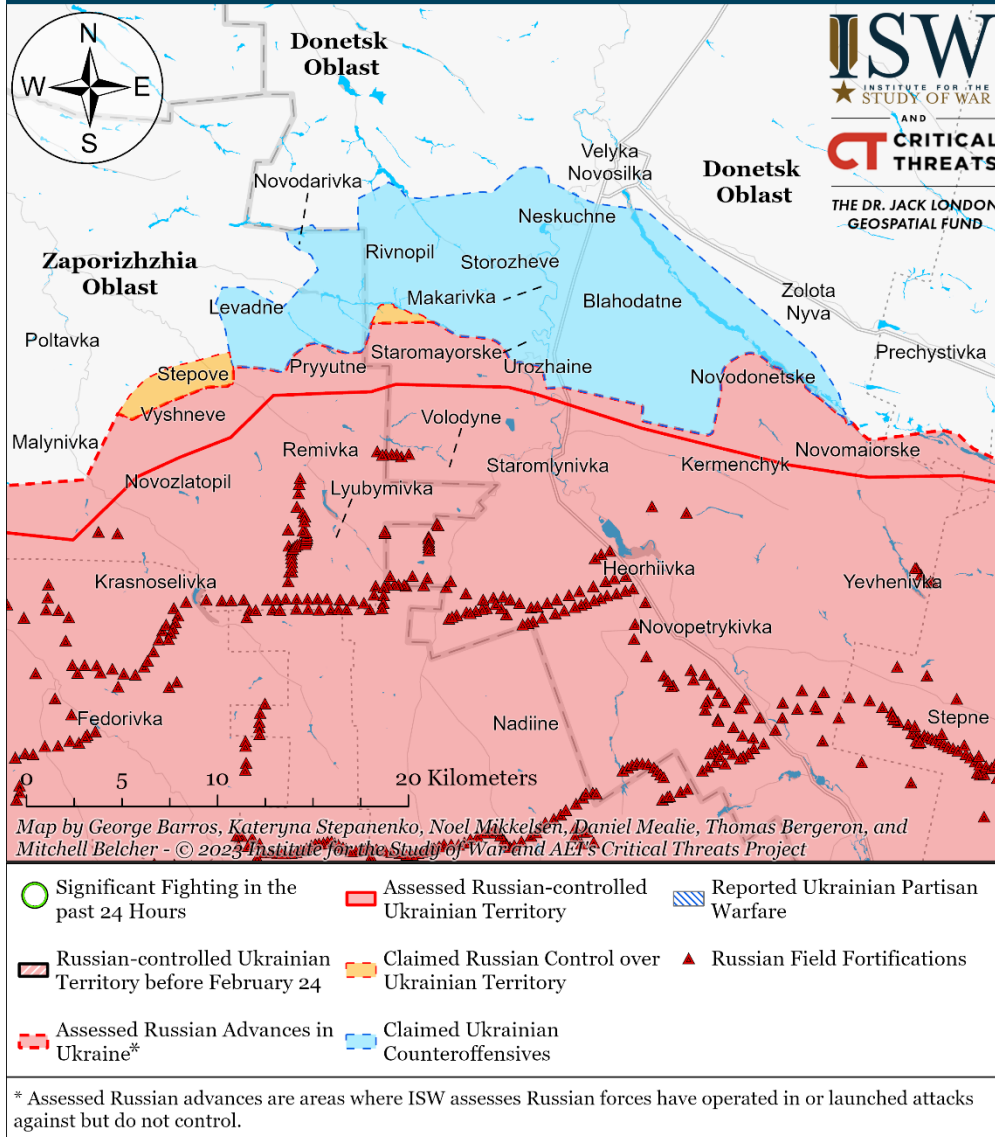 N
W E
S
Donetsk
Oblast
ISW
INSTITUTE FOR THE
STUDY OF WAR
AND
CT CRITICAL
THREATS
THE DR. JACK LONDON
GEOSPATIAL FUND
Velyka
Novosilka
Donetsk
Oblast
Novodarivka
Neskuchne
Rivnopil
Storozheve
Zaporizhzhia
Oblast
Levadne
Makarivka
Blahodatne
Zolota
Nyva
Poltavka
Staromayorske
Prechystivka
Stepove
Pryyutne
Urozhaine
Novodonetske
Vyshneve
Volodyne
Malynivka
Remivka
Staromlynivka
Kermenchyk
Novomaiorske
Novozlatopil
Lyubymivka
Krasnoselivka
Heorhiivka
Yevhenivka
Novopetrykivka
Fedorivka
Nadiine
Stepne
0 5 10 20 Kilometers
Map by George Barros, Kateryna Stepanenko, Noel Mikkelsen, Daniel Mealie, Thomas Bergeron, and
Mitchell Belcher - © 2023 Institute for the Study of War and AEI's Critical Threats Project
Significant Fighting in the
past 24 Hours
Assessed Russian-controlled
Ukrainian Territory
Reported Ukrainian Partisan
Warfare
Russian-controlled Ukrainian
Territory before February 24
Claimed Russian Control over
Ukrainian Territory
Russian Field Fortifications
Assessed Russian Advances in
Ukraine*
Claimed Ukrainian
Counteroffensives
* Assessed Russian advances are areas where ISW assesses Russian forces have operated in or launched attacks
against but do not control.